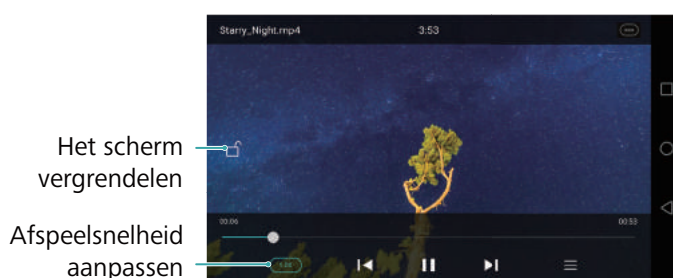 Starry_Night.mp4
3:53
Het scherm
vergrendelen
00:06
00:53
Afspeelsnelheid
aanpassen